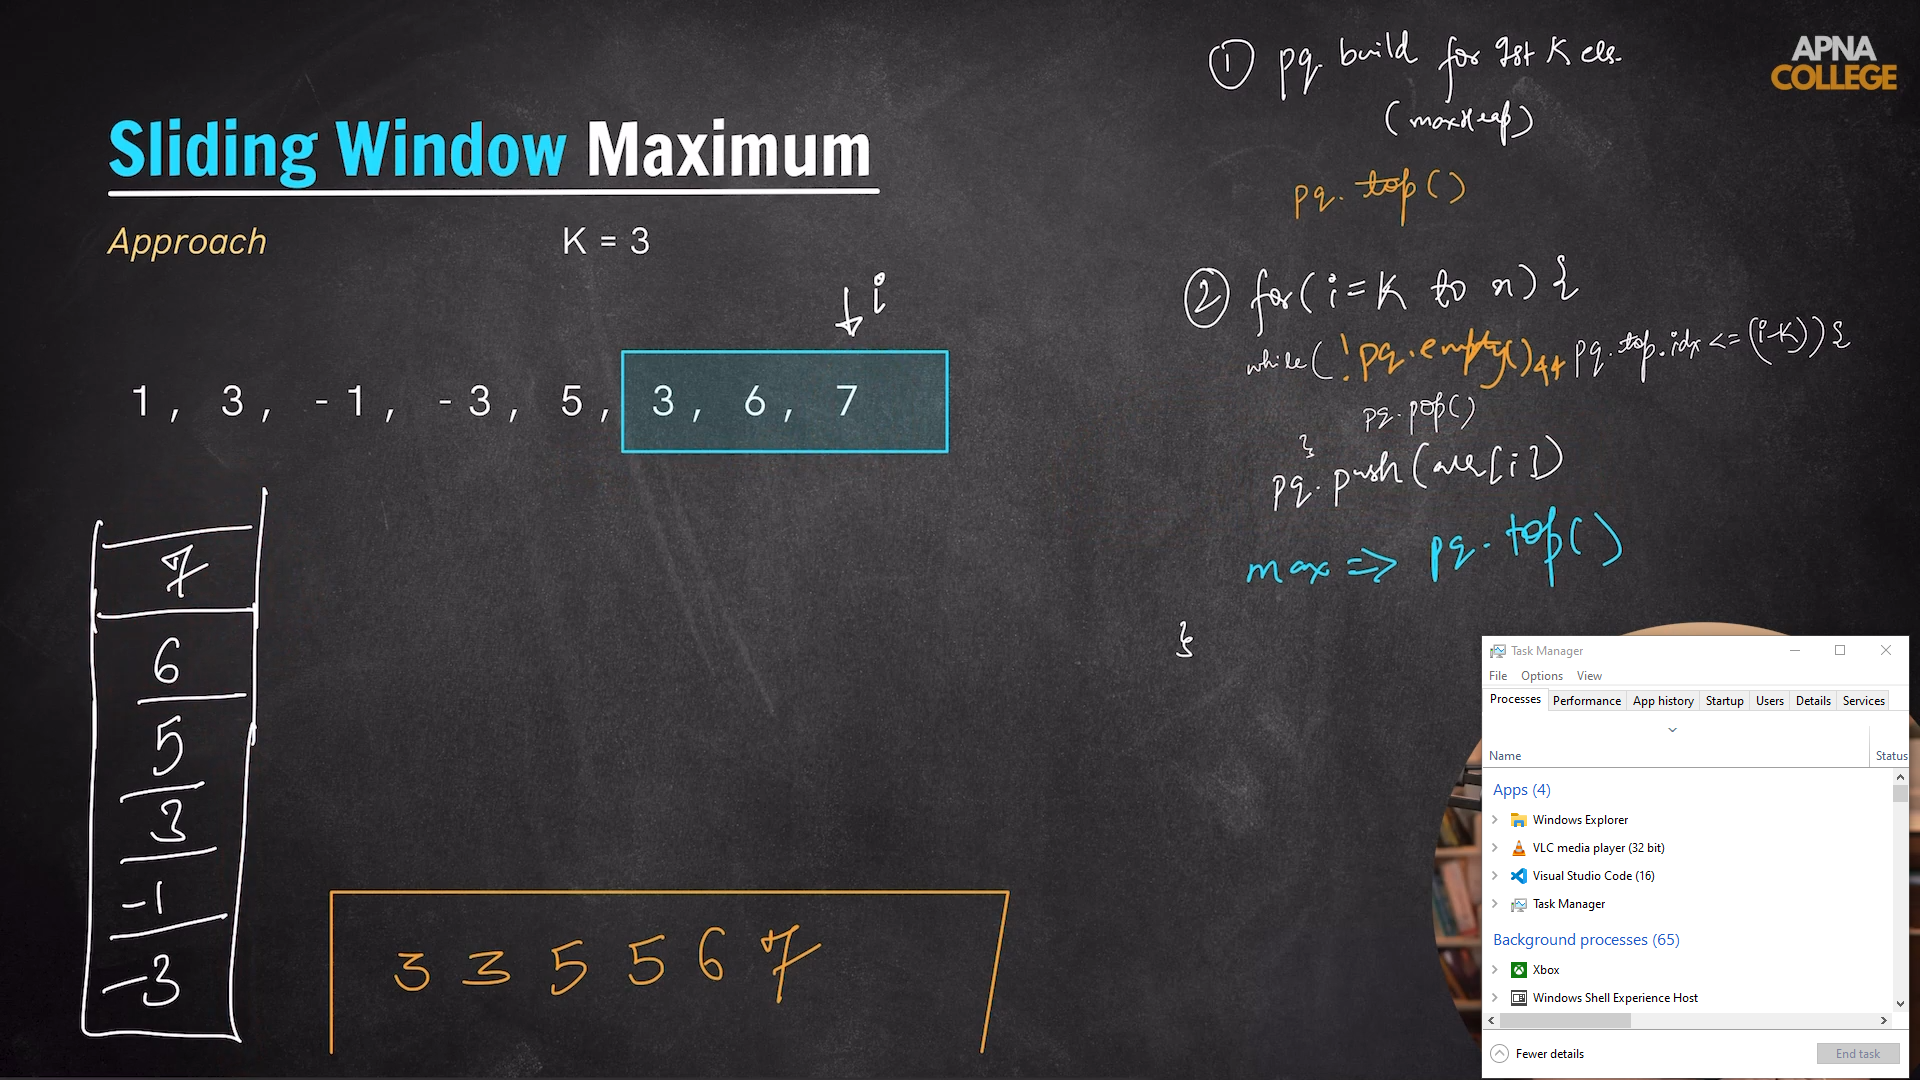 APNA
COLLEGE
Sliding Window Maximum
Approach
K = 3
i
1, 3, -1, -3, 5, 3, 6, 7
7
6
5
3
-1
-3
3 3 5 5 6 7
① pq build for 1st K els.
(maxHeap)
pq.top()
② for(i=K to n){
while(!pq.empty() && pq.top.idx <= (i-K)){
pq.pop()
}
pq.push(arr[i])
max => pq.top()
}
Task Manager
File Options View
Processes Performance App history Startup Users Details Services
Name Status
Apps (4)
Windows Explorer
VLC media player (32 bit)
Visual Studio Code (16)
Task Manager
Background processes (65)
Xbox
Windows Shell Experience Host
Fewer details
End task